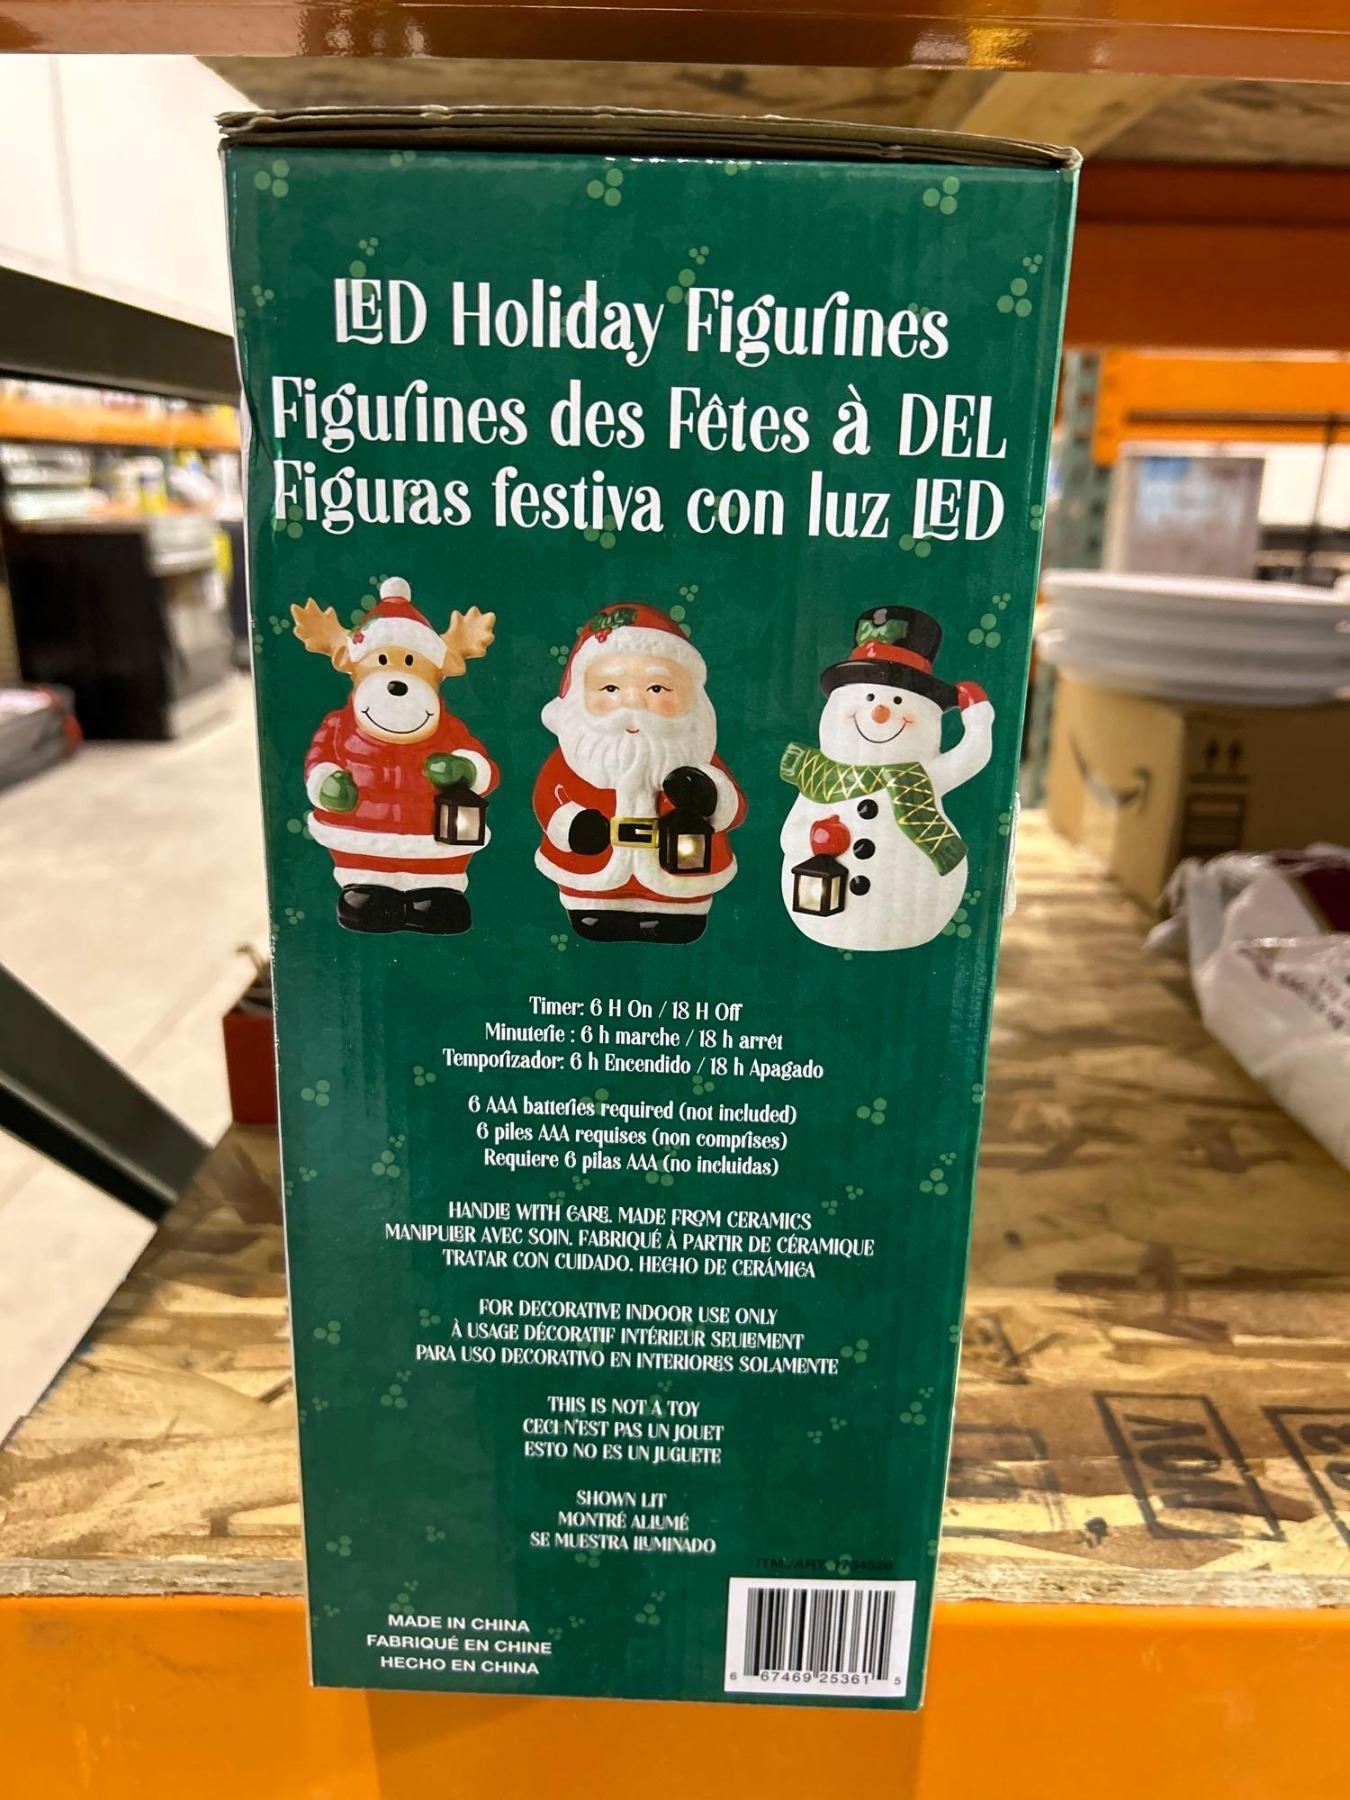 LED Holiday Figurines
Figurines des Fêtes à DEL
Figuras festiva con luz LED
Timer: 6 H On / 18 H Off
Minuterie : 6 h marche / 18 h arrêt
Temporizador: 6 h Encendido / 18 h Apagado
6 AAA batteries required (not included)
6 piles AAA requises (non comprises)
Requiere 6 pilas AAA (no incluidas)
HANDLE WITH CARE. MADE FROM CERAMICS
MANIPULER AVEC SOIN. FABRIQUÉ À PARTIR DE CÉRAMIQUE
TRATAR CON CUIDADO. HECHO DE CERÁMICA
FOR DECORATIVE INDOOR USE ONLY
À USAGE DÉCORATIF INTÉRIEUR SEULEMENT
PARA USO DECORATIVO EN INTERIORES SOLAMENTE
THIS IS NOT A TOY
CECI N'EST PAS UN JOUET
ESTO NO ES UN JUGUETE
SHOWN LIT
MONTRÉ ALLUMÉ
SE MUESTRA ILUMINADO
ITM./ART. 1734526
MADE IN CHINA
FABRIQUÉ EN CHINE
HECHO EN CHINA
6 67469 25361 5
NOV